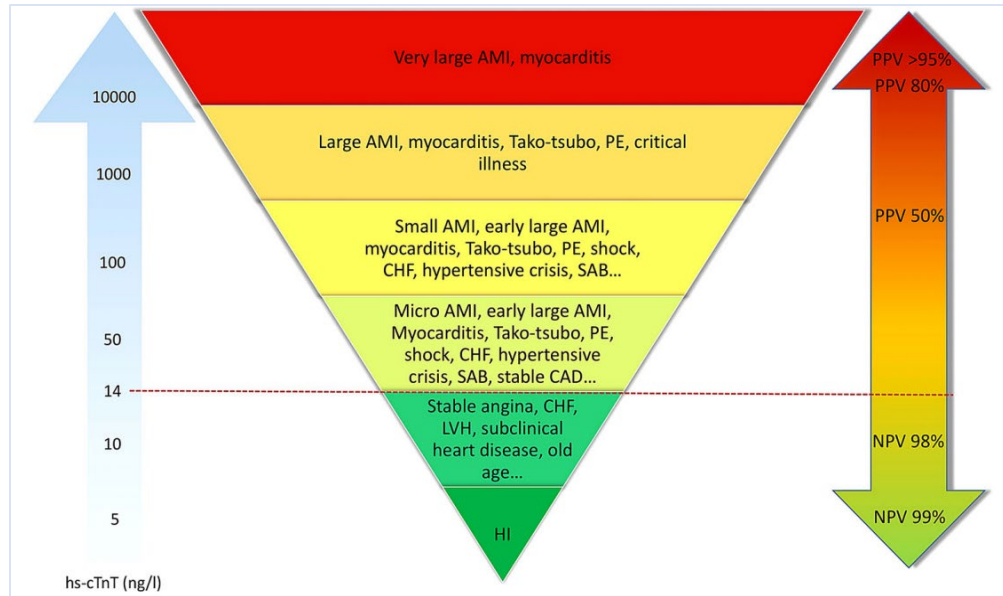 10000
1000
100
50
14
10
5
hs-cTnT (ng/l)
Very large AMI, myocarditis
Large AMI, myocarditis, Tako-tsubo, PE, critical
illness
Small AMI, early large AMI,
myocarditis, Tako-tsubo, PE, shock,
CHF, hypertensive crisis, SAB...
Micro AMI, early large AMI,
Myocarditis, Tako-tsubo, PE,
shock, CHF, hypertensive
crisis, SAB, stable CAD...
Stable angina, CHF,
LVH, subclinical
heart disease, old
age...
HI
PPV >95%
PPV 80%
PPV 50%
NPV 98%
NPV 99%